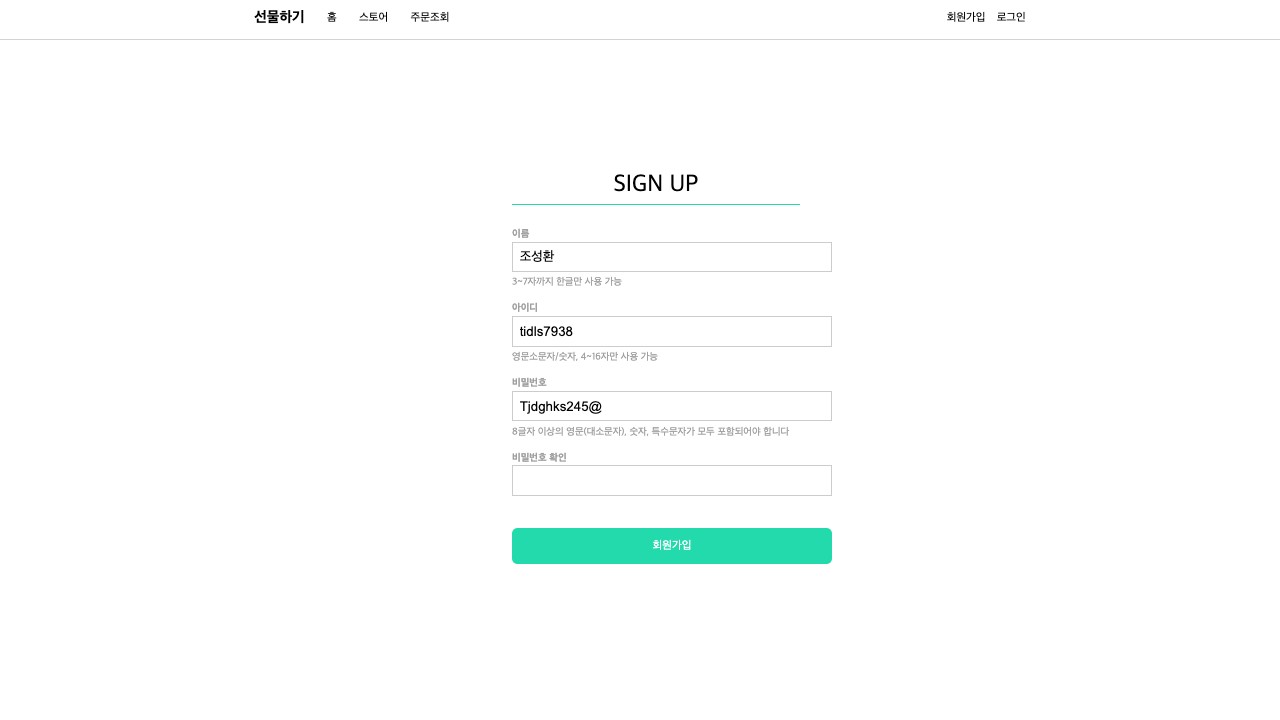 선물하기 홈 스토어 주문조회 회원가입 로그인
SIGN UP
이름
조성환
3~7자까지 한글만 사용 가능
아이디
tidls7938
영문소문자/숫자, 4~16자만 사용 가능
비밀번호
Tjdghks245@
8글자 이상의 영문(대소문자), 숫자, 특수문자가 모두 포함되어야 합니다
비밀번호 확인
회원가입